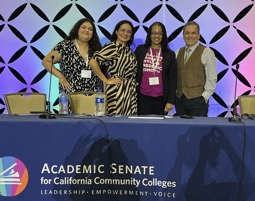 ACADEMIC SENATE
for California Community Colleges
LEADERSHIP · EMPOWERMENT · VOICE